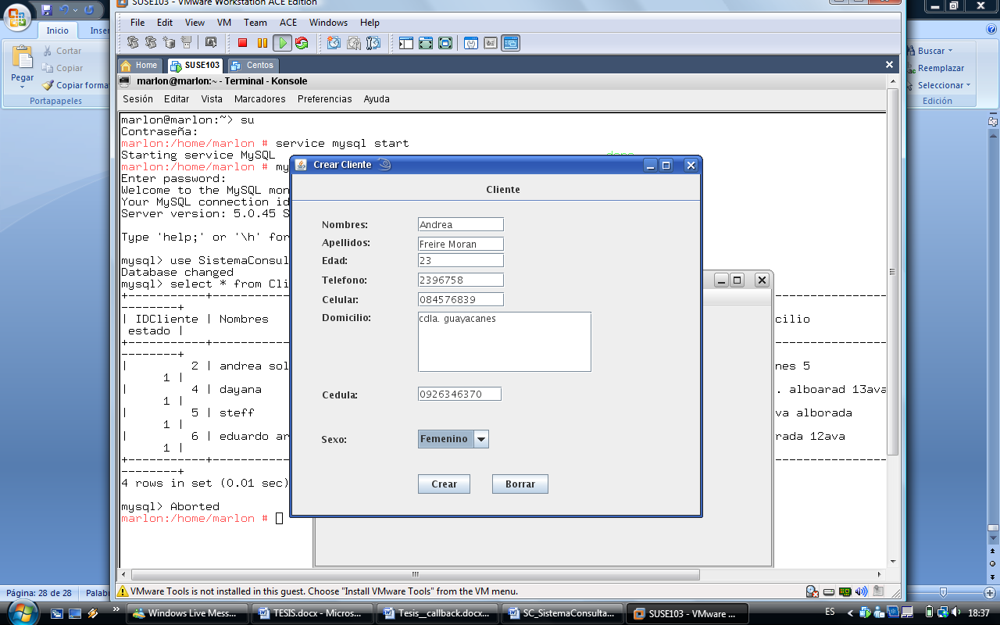 SUSE103 - VMware Workstation ACE Edition
File Edit View VM Team ACE Windows Help
Home SUSE103 Centos
marlon@marlon:~ - Terminal - Konsole
Sesión Editar Vista Marcadores Preferencias Ayuda
Inicio Inser
Pegar
Cortar
Copiar
Copiar forma
Portapapeles
Buscar
Reemplazar
Seleccionar
Edición
marlon@marlon:~> su
Contraseña:
marlon:/home/marlon # service mysql start
Starting service MySQL
marlon:/home/marlon # my
Enter password:
Welcome to the MySQL mon
Your MySQL connection id
Server version: 5.0.45 S
Type 'help;' or '\h' for
mysql> use SistemaConsul
Database changed
mysql> select * from Cli
+-----------+-----------
--------+
| IDCliente | Nombres cilio
estado |
+-----------+-----------
--------+
| 2 | andrea sol nes 5
1 |
| 4 | dayana . alboarad 13ava
1 |
| 5 | steff va alborada
1 |
| 6 | eduardo ar rada 12ava
1 |
+-----------+-----------
--------+
4 rows in set (0.01 sec)
mysql> Aborted
marlon:/home/marlon #
Crear Cliente
Cliente
Nombres: Andrea
Apellidos: Freire Moran
Edad: 23
Telefono: 2396758
Celular: 084576839
Domicilio: cdla. guayacanes
Cedula: 0926346370
Sexo: Femenino
Crear Borrar
VMware Tools is not installed in this guest. Choose "Install VMware Tools" from the VM menu.
Página: 28 de 28 Palab
Windows Live Mess... TESIS.docx - Micros... Tesis__callback.docx... SC_SistemaConsulta... SUSE103 - VMware ... ES 18:37